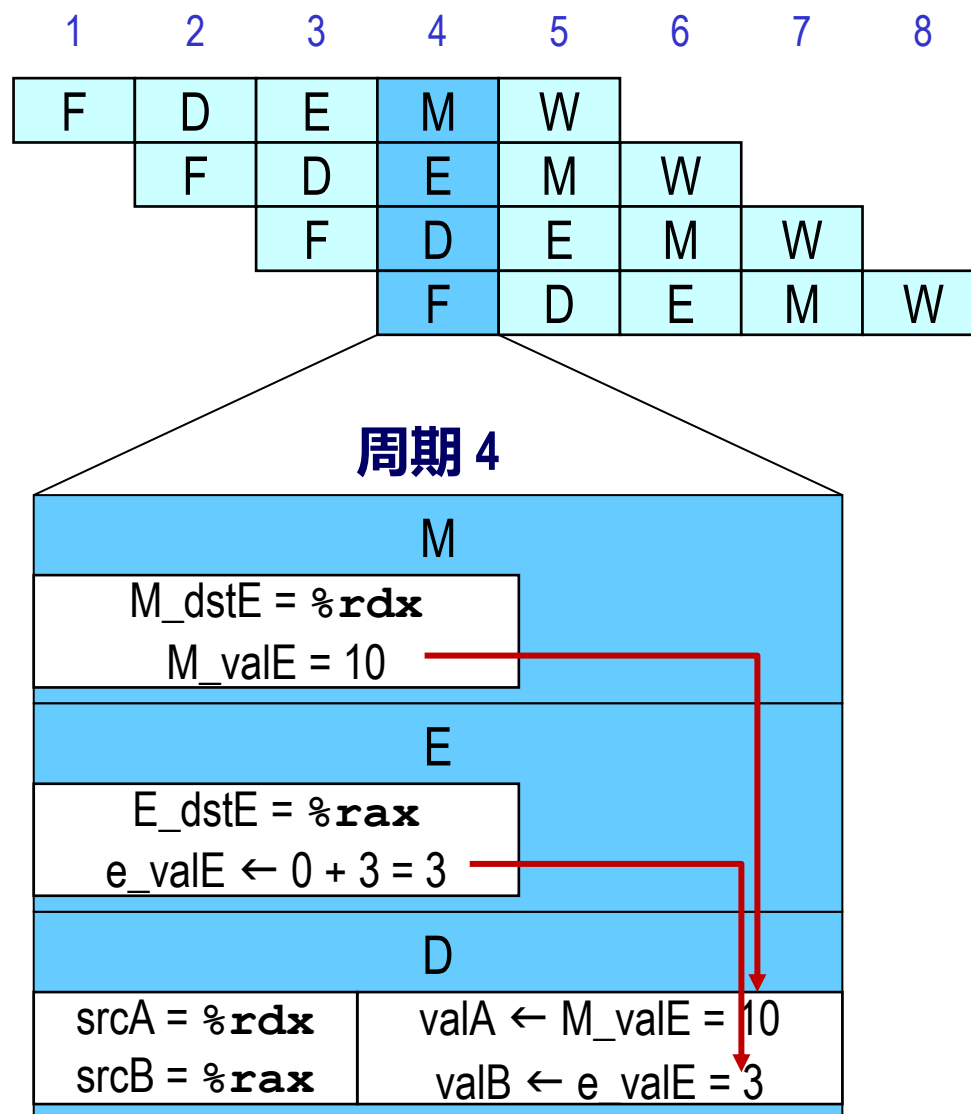 1 2 3 4 5 6 7 8
F D E M W
F D E M W
F D E M W
F D E M W
周期 4
M
M_dstE = %rdx
M_valE = 10
E
E_dstE = %rax
e_valE ← 0 + 3 = 3
D
srcA = %rdx valA ← M_valE = 10
srcB = %rax valB ← e_valE = 3